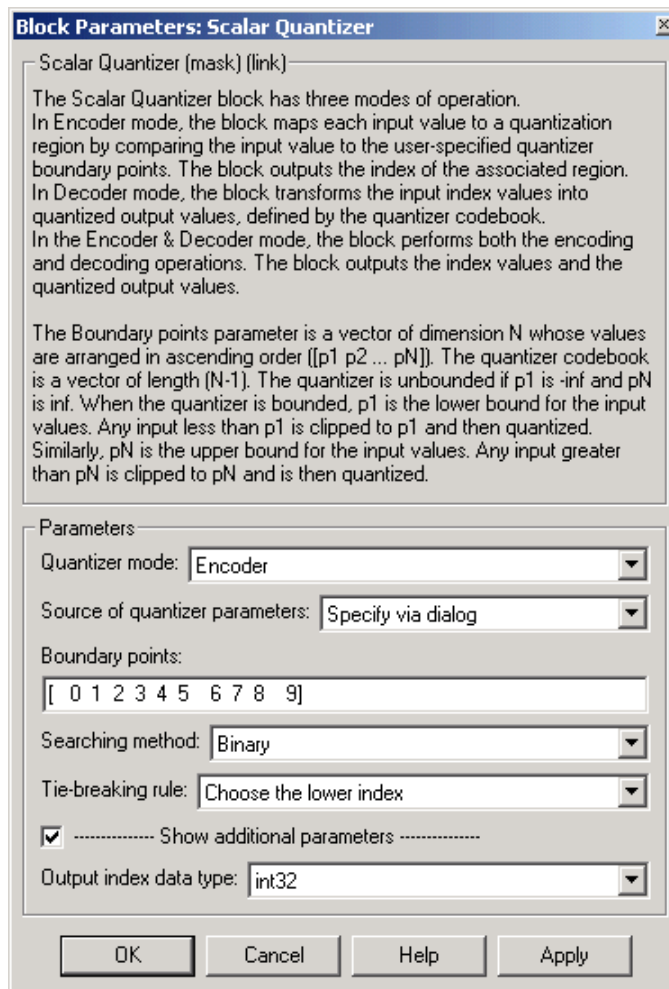 Block Parameters: Scalar Quantizer
Scalar Quantizer (mask) (link)
The Scalar Quantizer block has three modes of operation.
In Encoder mode, the block maps each input value to a quantization
region by comparing the input value to the user-specified quantizer
boundary points. The block outputs the index of the associated region.
In Decoder mode, the block transforms the input index values into
quantized output values, defined by the quantizer codebook.
In the Encoder & Decoder mode, the block performs both the encoding
and decoding operations. The block outputs the index values and the
quantized output values.
The Boundary points parameter is a vector of dimension N whose values
are arranged in ascending order ([p1 p2 ... pN]). The quantizer codebook
is a vector of length (N-1). The quantizer is unbounded if p1 is -inf and pN
is inf. When the quantizer is bounded, p1 is the lower bound for the input
values. Any input less than p1 is clipped to p1 and then quantized.
Similarly, pN is the upper bound for the input values. Any input greater
than pN is clipped to pN and is then quantized.
Parameters
Quantizer mode: Encoder
Source of quantizer parameters: Specify via dialog
Boundary points:
[ 0 1 2 3 4 5 6 7 8 9]
Searching method: Binary
Tie-breaking rule: Choose the lower index
-------------- Show additional parameters ---------------
Output index data type: int32
OK Cancel Help Apply